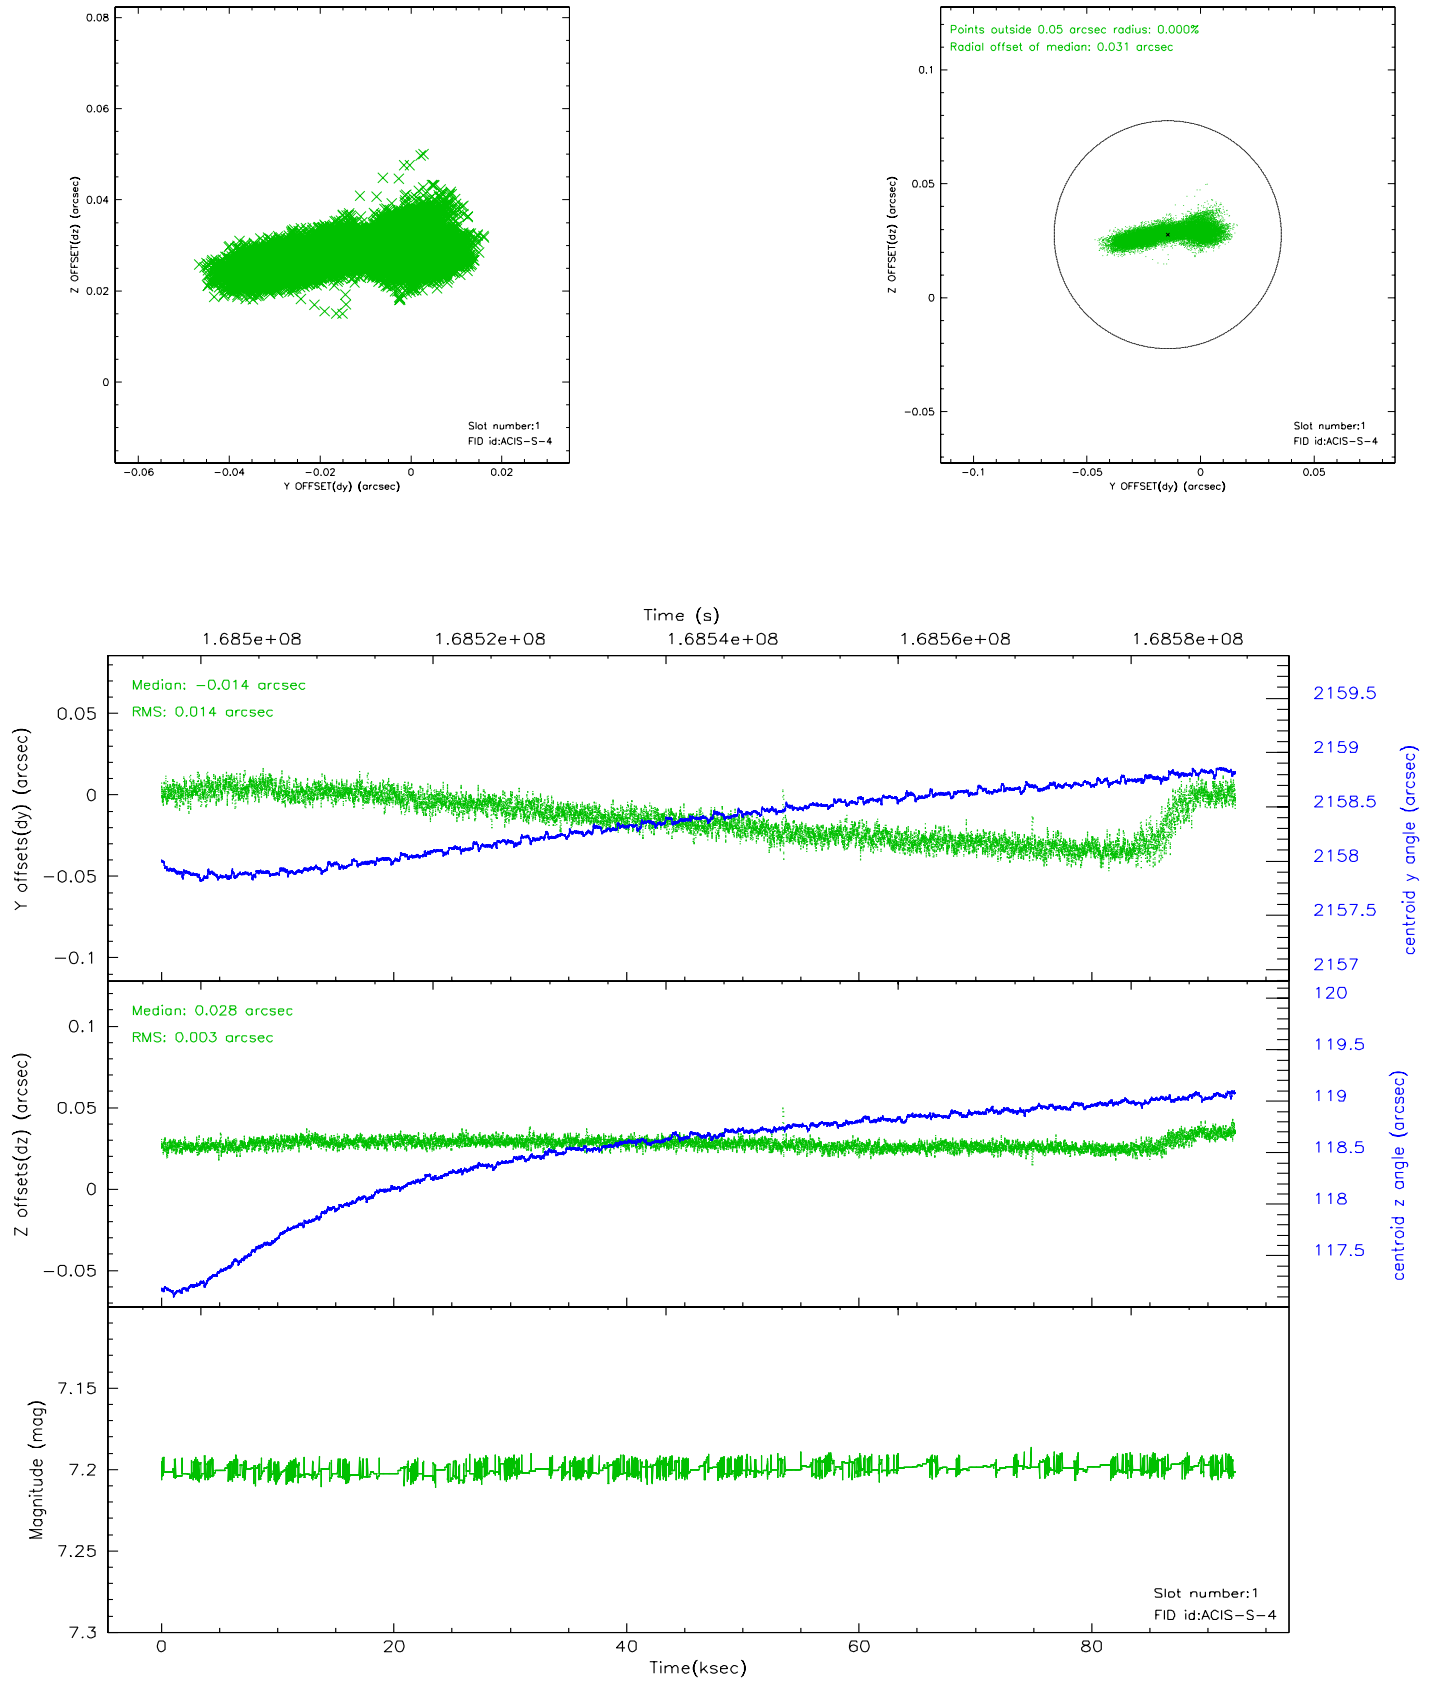 0.08
0.06
0.04
0.02
0
Z OFFSET(dz) (arcsec)
Slot number:1
FID id:ACIS-S-4
-0.06 -0.04 -0.02 0 0.02
Y OFFSET(dy) (arcsec)
Points outside 0.05 arcsec radius: 0.000%
Radial offset of median: 0.031 arcsec
0.1
0.05
0
-0.05
Z OFFSET(dz) (arcsec)
Slot number:1
FID id:ACIS-S-4
-0.1 -0.05 0 0.05
Y OFFSET(dy) (arcsec)
Time (s)
1.685e+08 1.6852e+08 1.6854e+08 1.6856e+08 1.6858e+08
Median: -0.014 arcsec
RMS: 0.014 arcsec
0.05
0
-0.05
-0.1
Y offsets(dy) (arcsec)
2159.5
2159
2158.5
2158
2157.5
2157
centroid y angle (arcsec)
Median: 0.028 arcsec
RMS: 0.003 arcsec
0.1
0.05
0
-0.05
Z offsets(dz) (arcsec)
120
119.5
119
118.5
118
117.5
centroid z angle (arcsec)
7.15
7.2
7.25
7.3
Magnitude (mag)
Slot number:1
FID id:ACIS-S-4
0 20 40 60 80
Time(ksec)